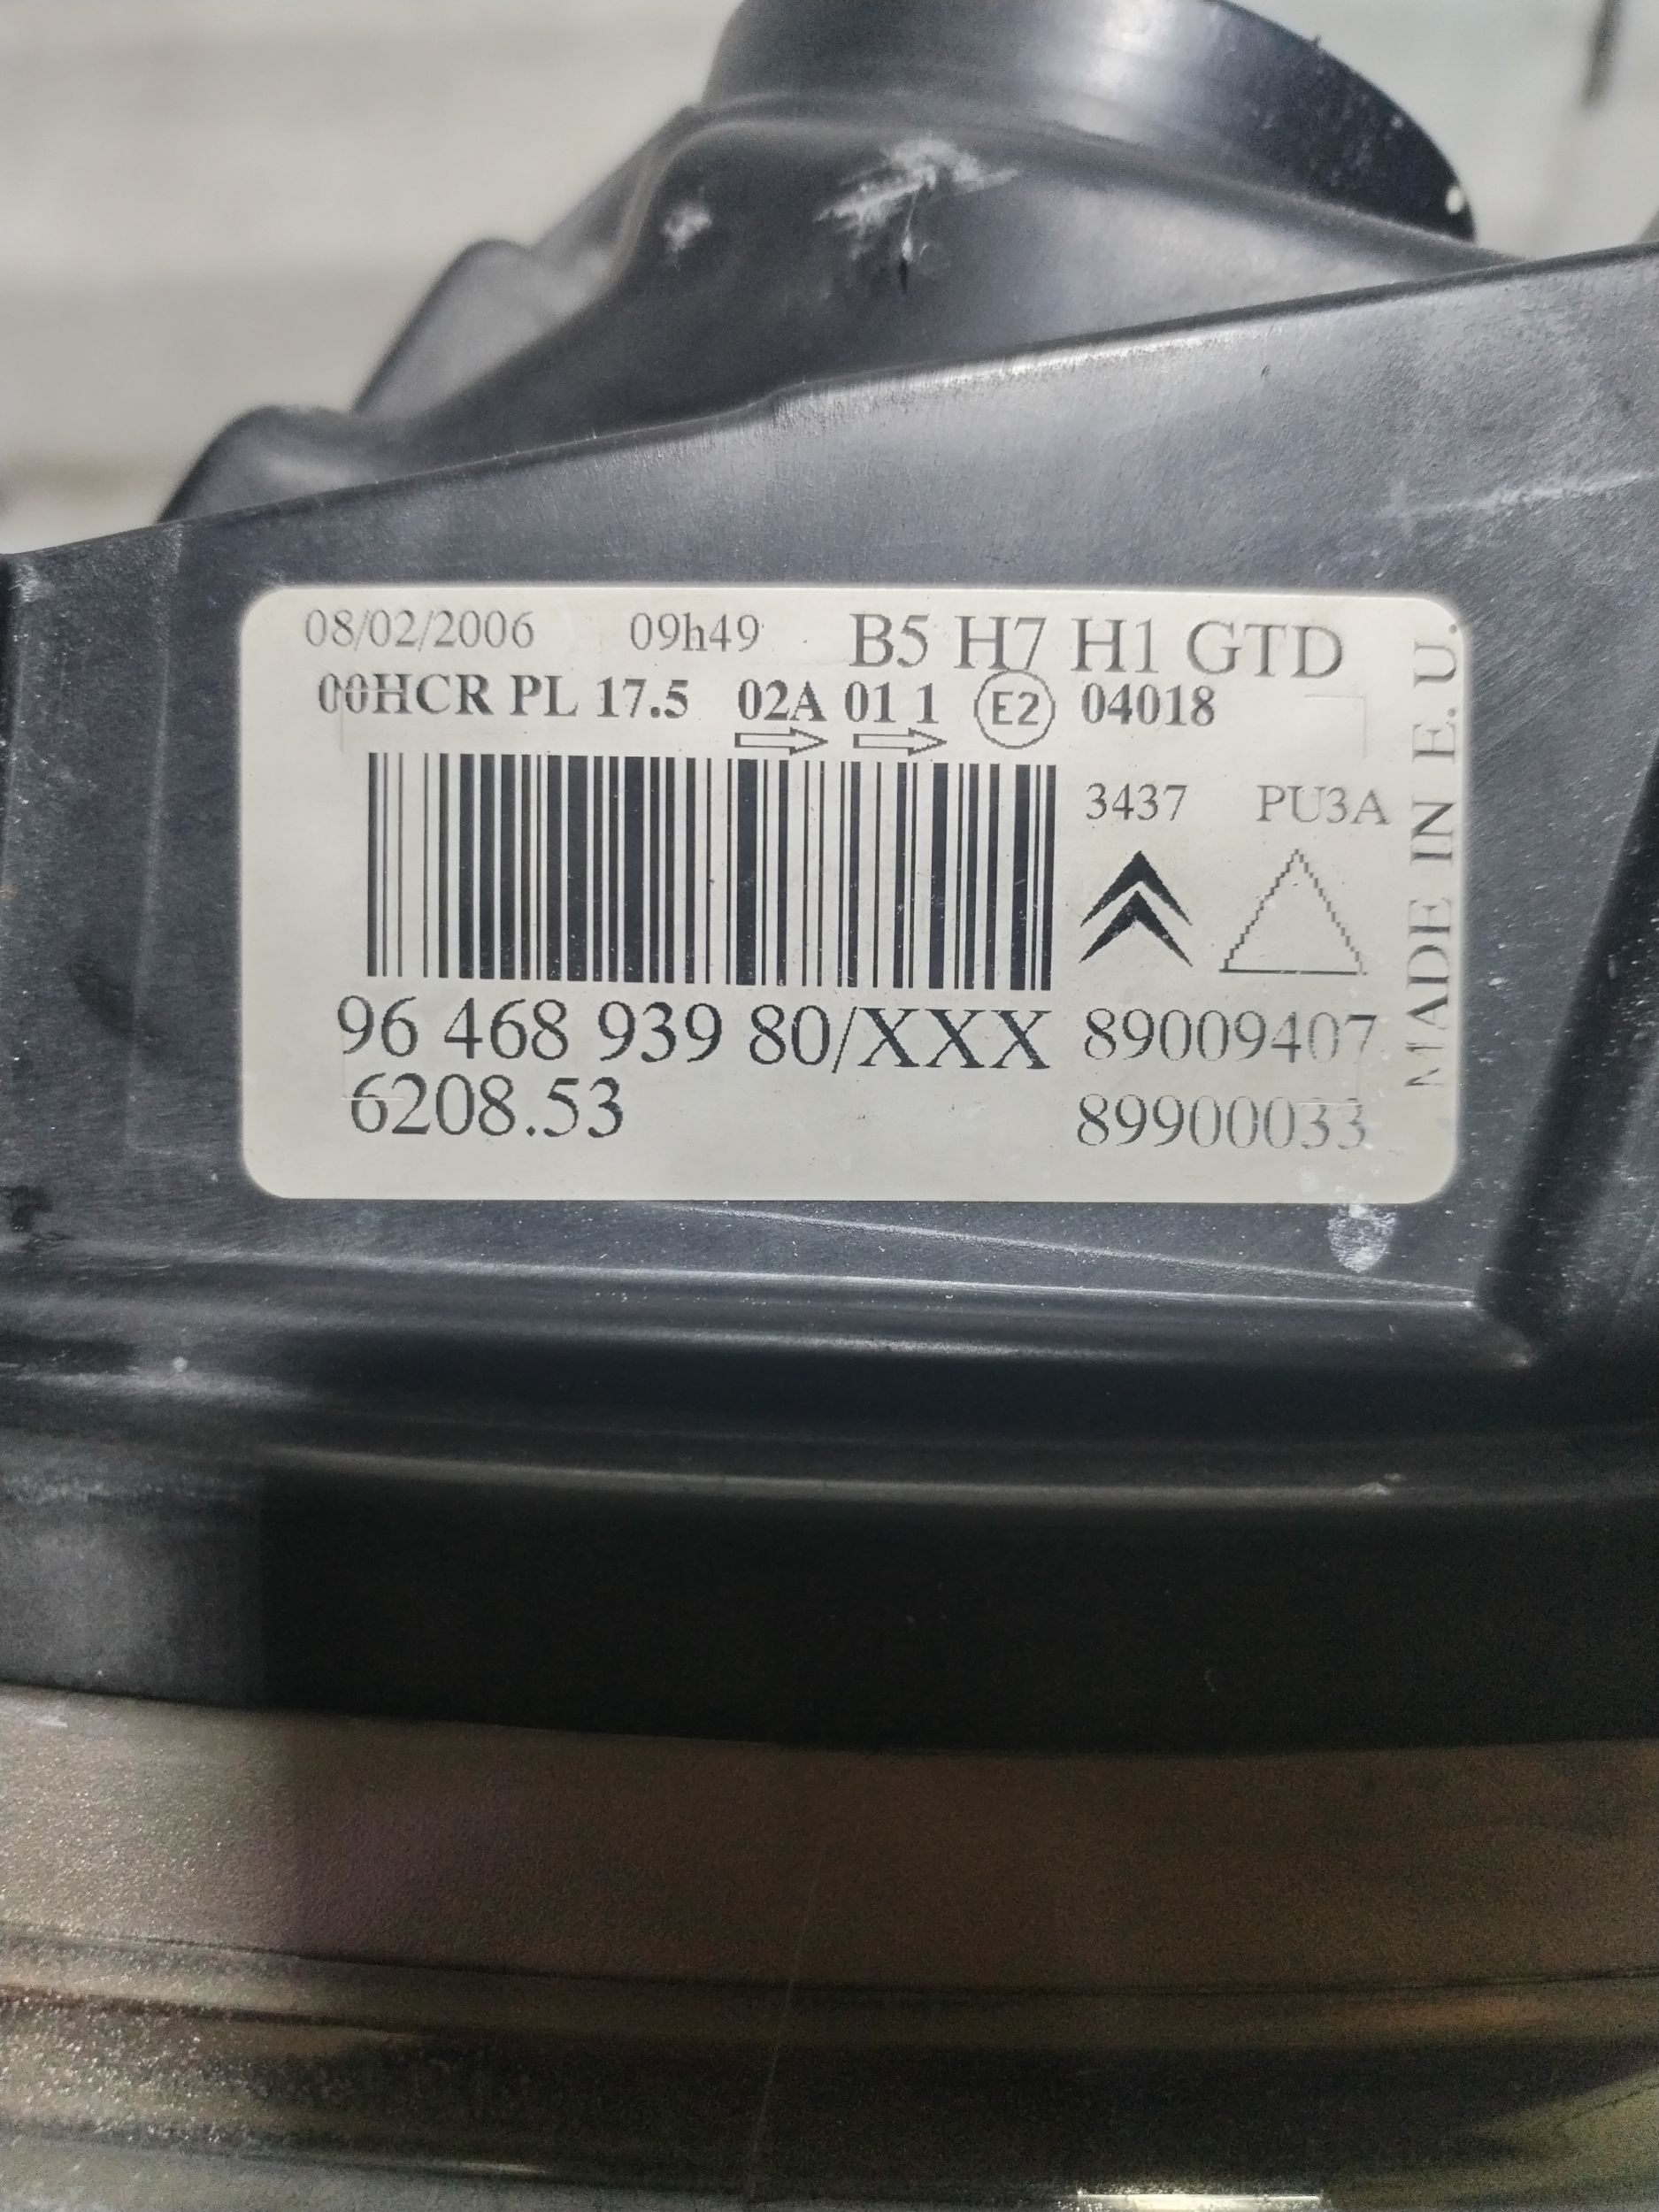 08/02/2006 09h49 B5 H7 H1 GTD
00HCR PL 17.5 02A 01 1 E2 04018
3437 PU3A
96 468 939 80/XXX 89009407
6208.53 89900033
MADE IN E. U.